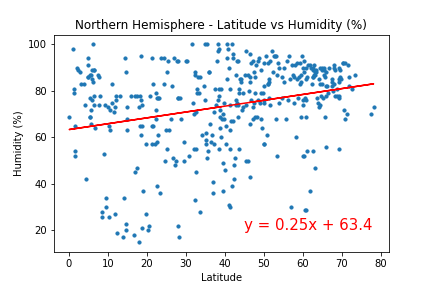 Northern Hemisphere - Latitude vs Humidity (%)
100
80
60
40
20
Humidity (%)
y = 0.25x + 63.4
0 10 20 30 40 50 60 70 80
Latitude